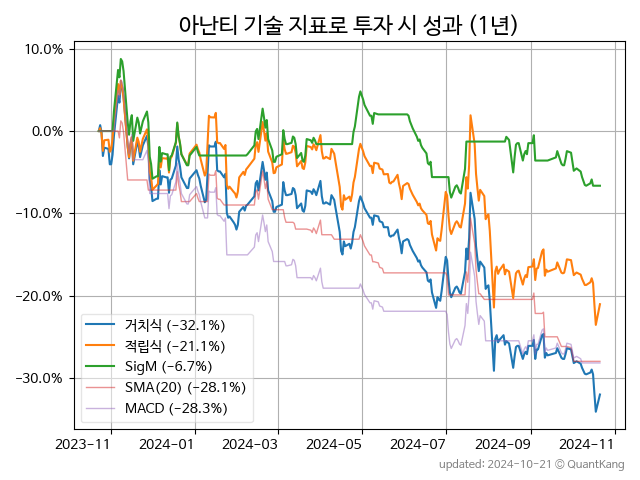 아난티 기술 지표로 투자 시 성과 (1년)
10.0%
0.0%
−10.0%
−20.0%
−30.0%
거치식 (−32.1%)
적립식 (−21.1%)
SigM (−6.7%)
SMA(20) (−28.1%)
MACD (−28.3%)
2023-11 2024-01 2024-03 2024-05 2024-07 2024-09 2024-11
updated: 2024-10-21 © QuantKang